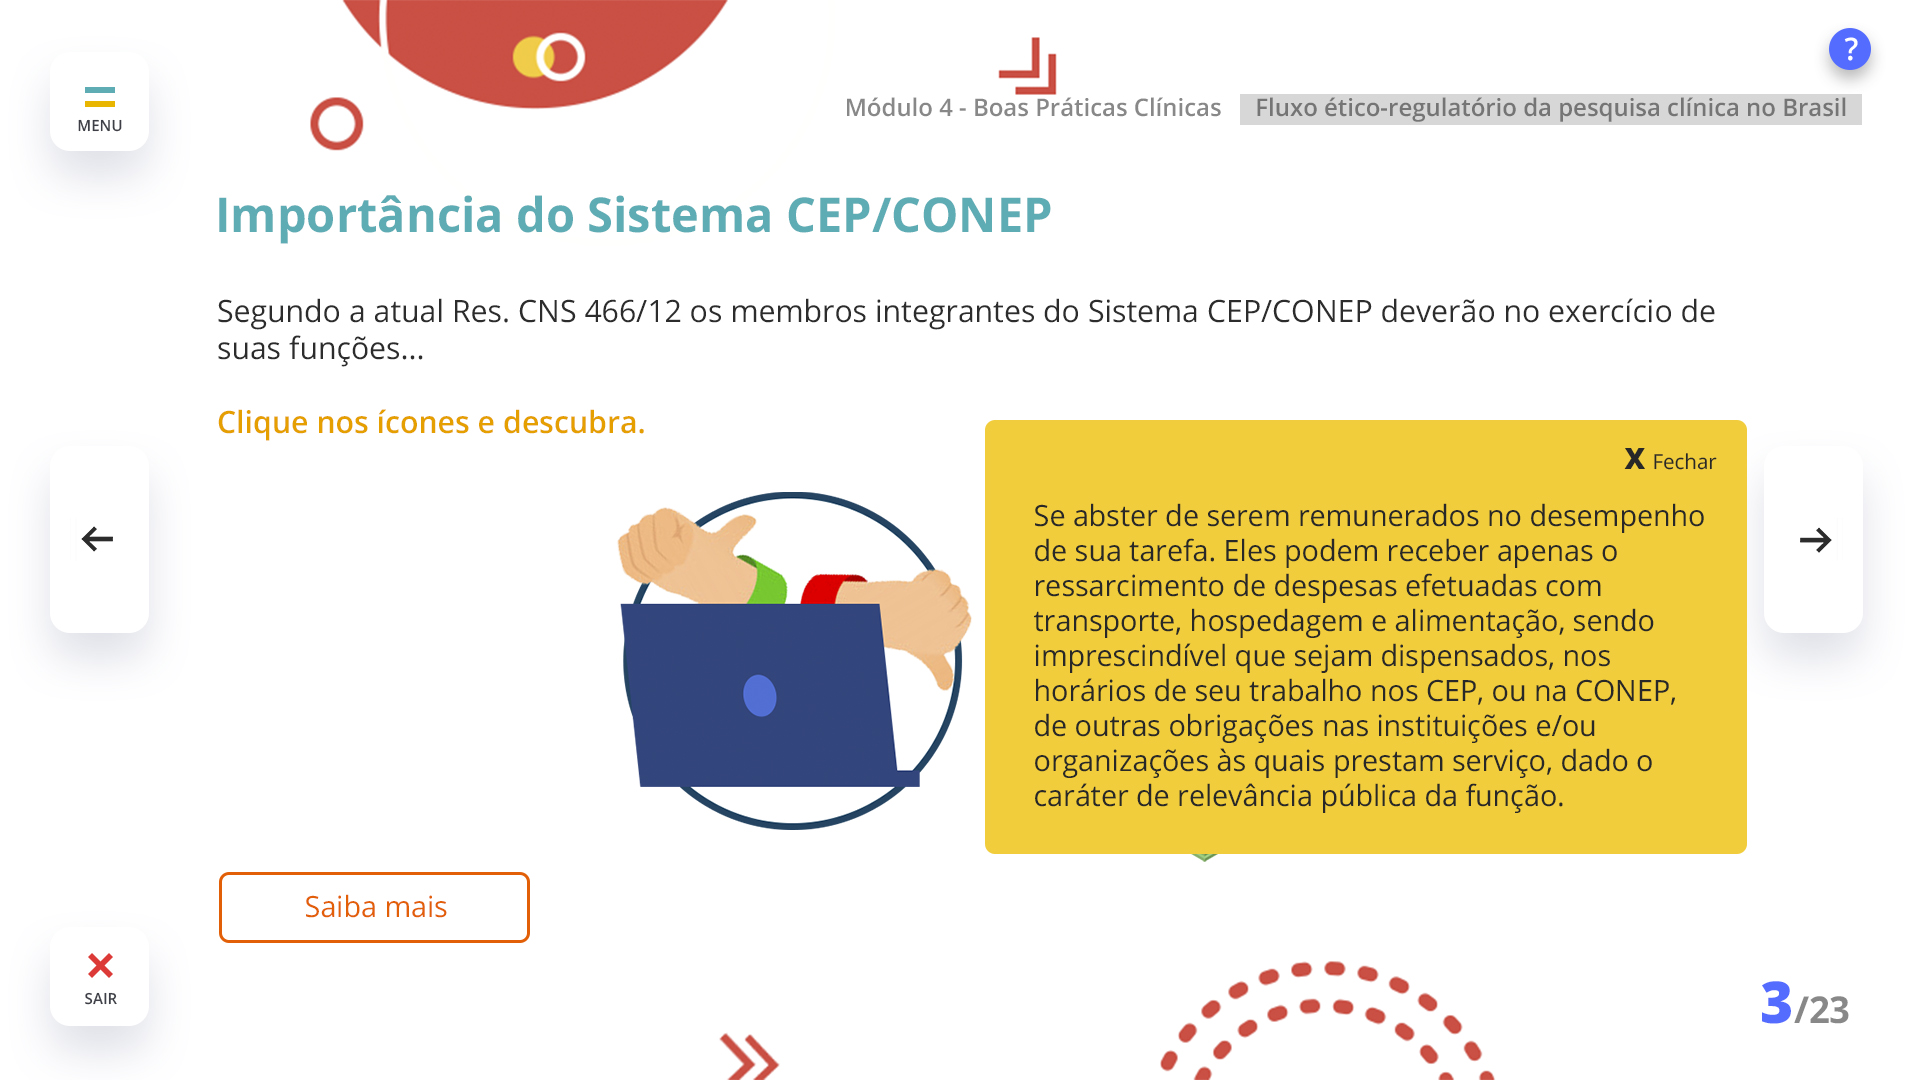 ?
MENU
Módulo 4 - Boas Práticas Clínicas
Fluxo ético-regulatório da pesquisa clínica no Brasil
Importância do Sistema CEP/CONEP
Segundo a atual Res. CNS 466/12 os membros integrantes do Sistema CEP/CONEP deverão no exercício de
suas funções...
Clique nos ícones e descubra.
X Fechar
Se abster de serem remunerados no desempenho
de sua tarefa. Eles podem receber apenas o
ressarcimento de despesas efetuadas com
transporte, hospedagem e alimentação, sendo
imprescindível que sejam dispensados, nos
horários de seu trabalho nos CEP, ou na CONEP,
de outras obrigações nas instituições e/ou
organizações às quais prestam serviço, dado o
caráter de relevância pública da função.
Saiba mais
SAIR
3/23